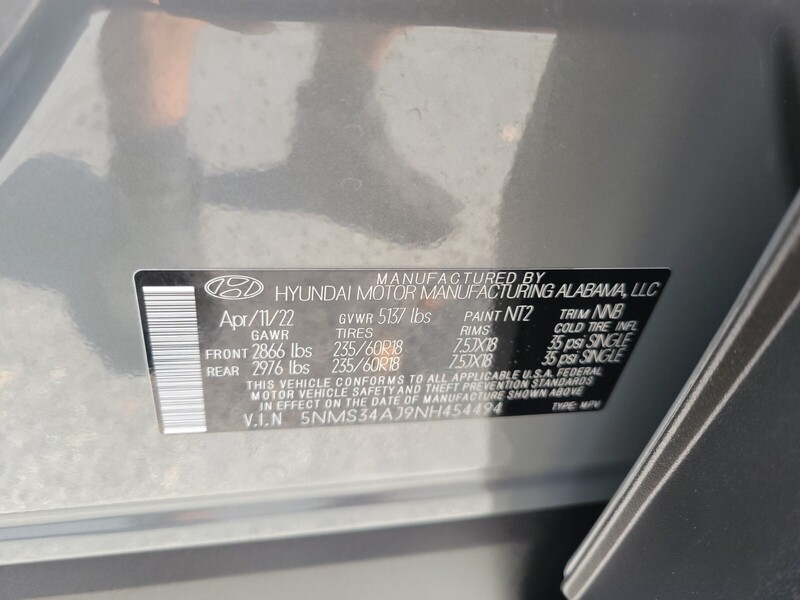 MANUFACTURED BY
HYUNDAI MOTOR MANUFACTURING ALABAMA, LLC
Apr/11/22 GVWR 5137 lbs PAINT NT2 TRIM NNB
GAWR TIRES RIMS COLD TIRE INFL
FRONT 2866 lbs 235/60R18 7.5JX18 35 psi SINGLE
REAR 2976 lbs 235/60R18 7.5JX18 35 psi SINGLE
THIS VEHICLE CONFORMS TO ALL APPLICABLE U.S.A. FEDERAL
MOTOR VEHICLE SAFETY AND THEFT PREVENTION STANDARDS
IN EFFECT ON THE DATE OF MANUFACTURE SHOWN ABOVE
V.I.N 5NMS34AJ9NH454494 TYPE: MPV